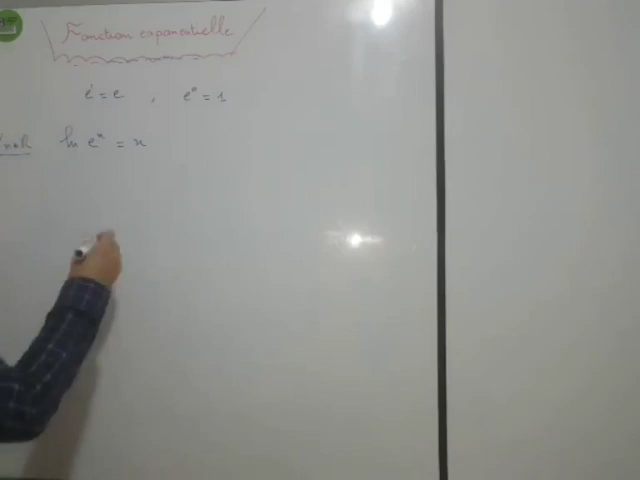 Fonction exponentielle
e¹ = e , e⁰ = 1
ln eˣ = x